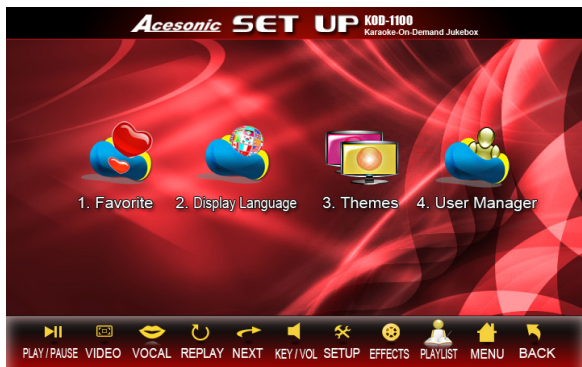 Acesonic SET UP KOD-1100
Karaoke-On-Demand Jukebox
1. Favorite 2. Display Language 3. Themes 4. User Manager
PLAY / PAUSE VIDEO VOCAL REPLAY NEXT KEY / VOL SETUP EFFECTS PLAYLIST MENU BACK